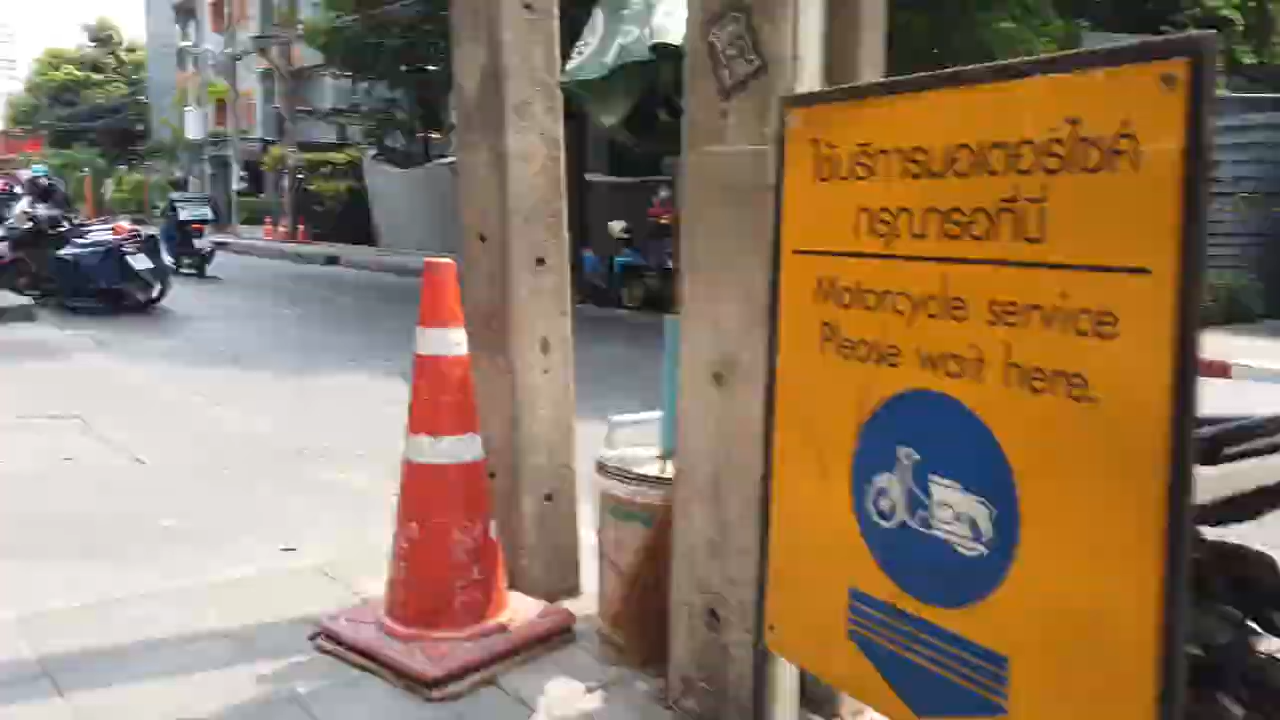 ใช้บริการมอเตอร์ไซค์
กรุณารอที่นี่
Motorcycle service
Please wait here.